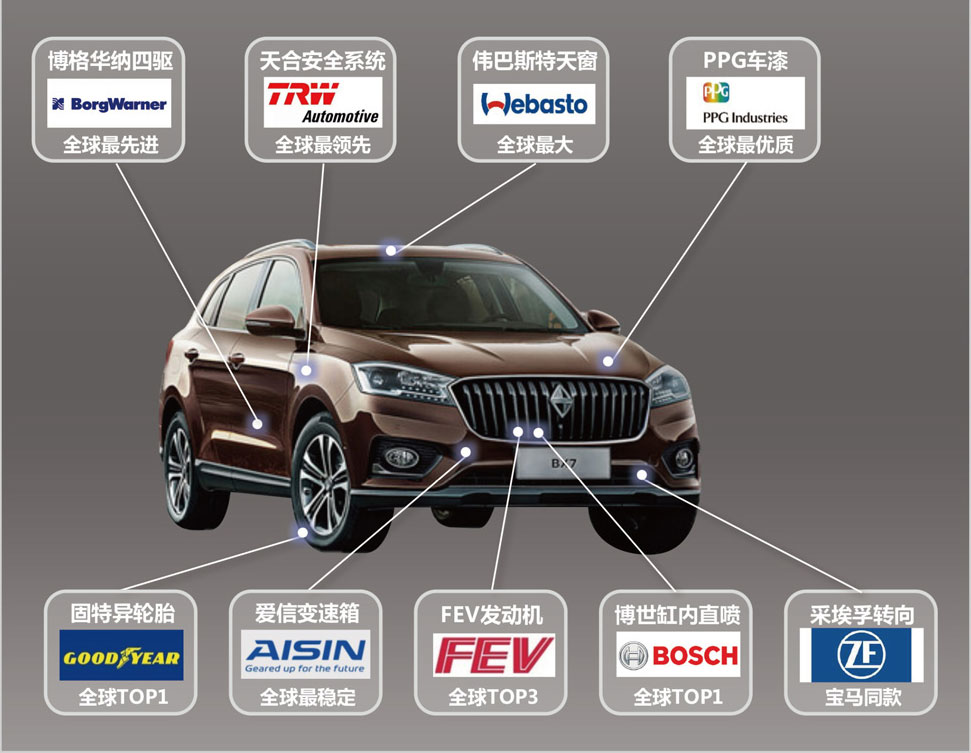 博格华纳四驱
BorgWarner
全球最先进
天合安全系统
TRW
Automotive
全球最领先
伟巴斯特天窗
Webasto
全球最大
PPG车漆
PPG
PPG Industries
全球最优质
BX7
固特异轮胎
GOODYEAR
全球TOP1
爱信变速箱
AISIN
Geared up for the future
全球最稳定
FEV发动机
FEV
全球TOP3
博世缸内直喷
BOSCH
全球TOP1
采埃孚转向
ZF
宝马同款